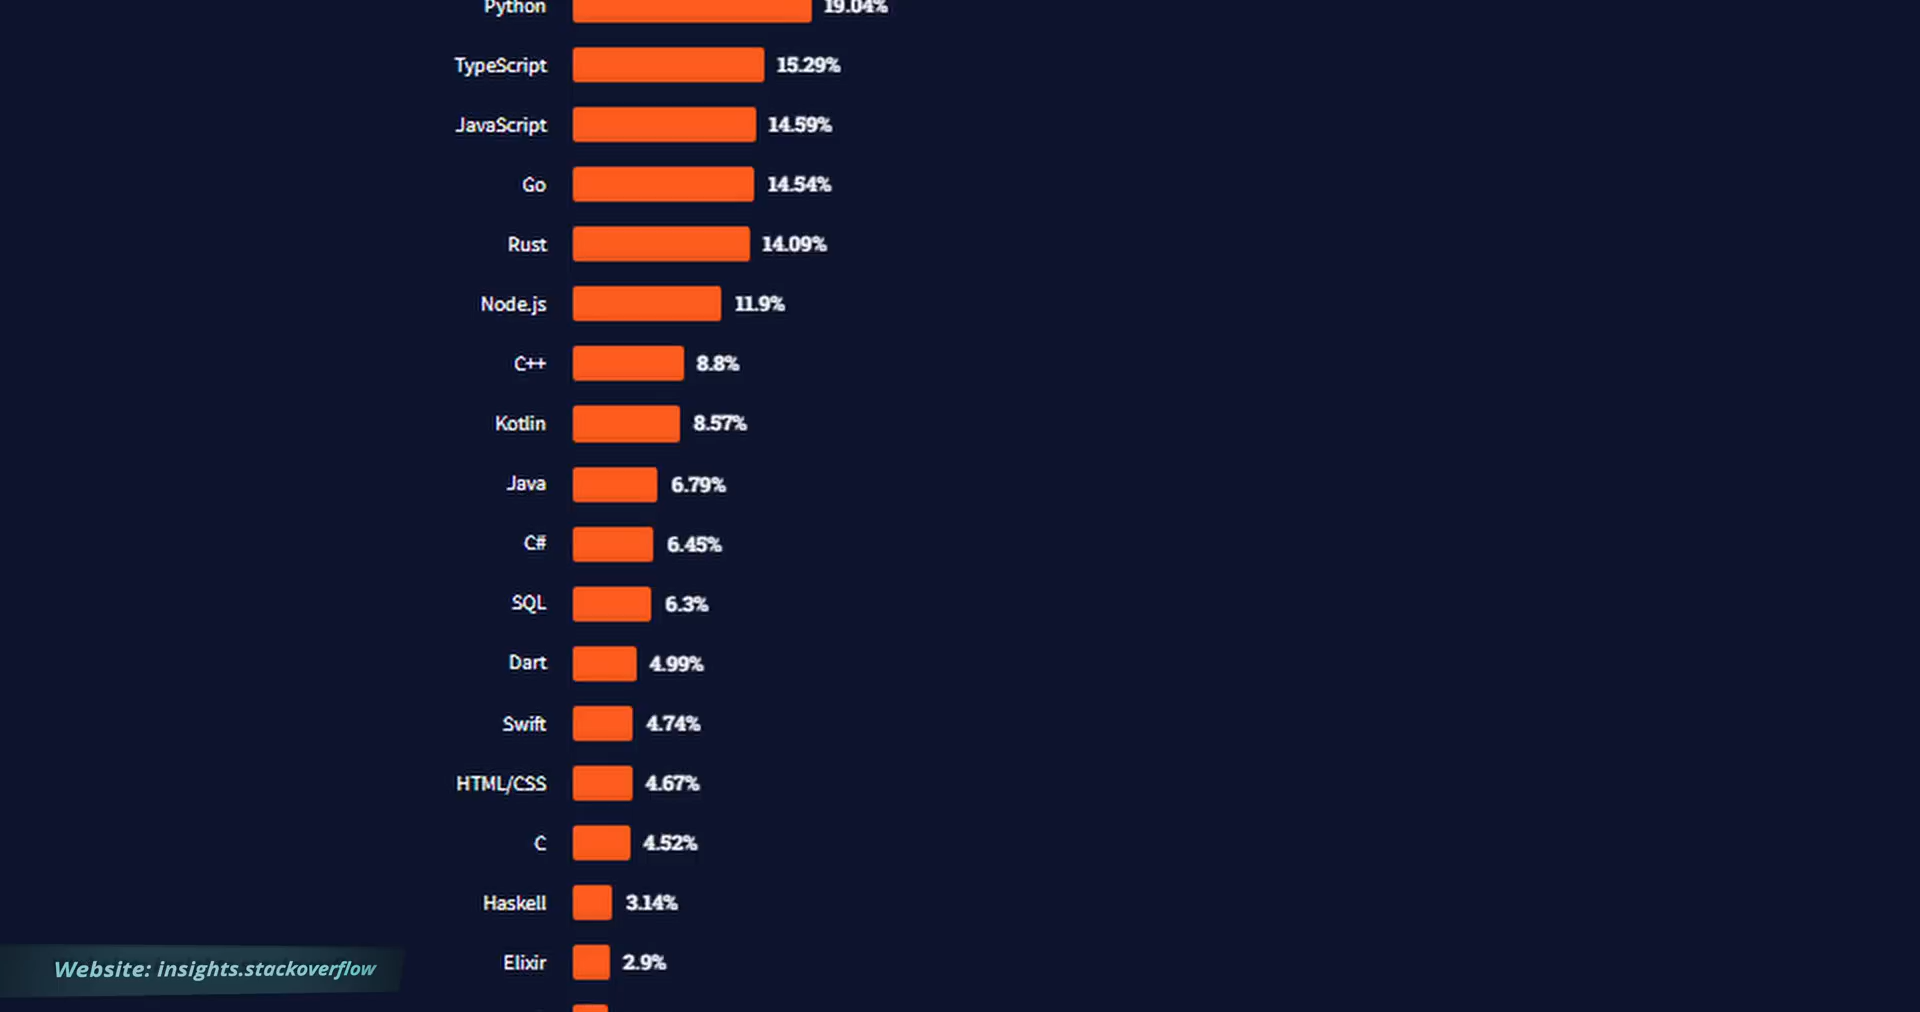 Python 19.04%
TypeScript 15.29%
JavaScript 14.59%
Go 14.54%
Rust 14.09%
Node.js 11.9%
C++ 8.8%
Kotlin 8.57%
Java 6.79%
C# 6.45%
SQL 6.3%
Dart 4.99%
Swift 4.74%
HTML/CSS 4.67%
C 4.52%
Haskell 3.14%
Elixir 2.9%
Website: insights.stackoverflow